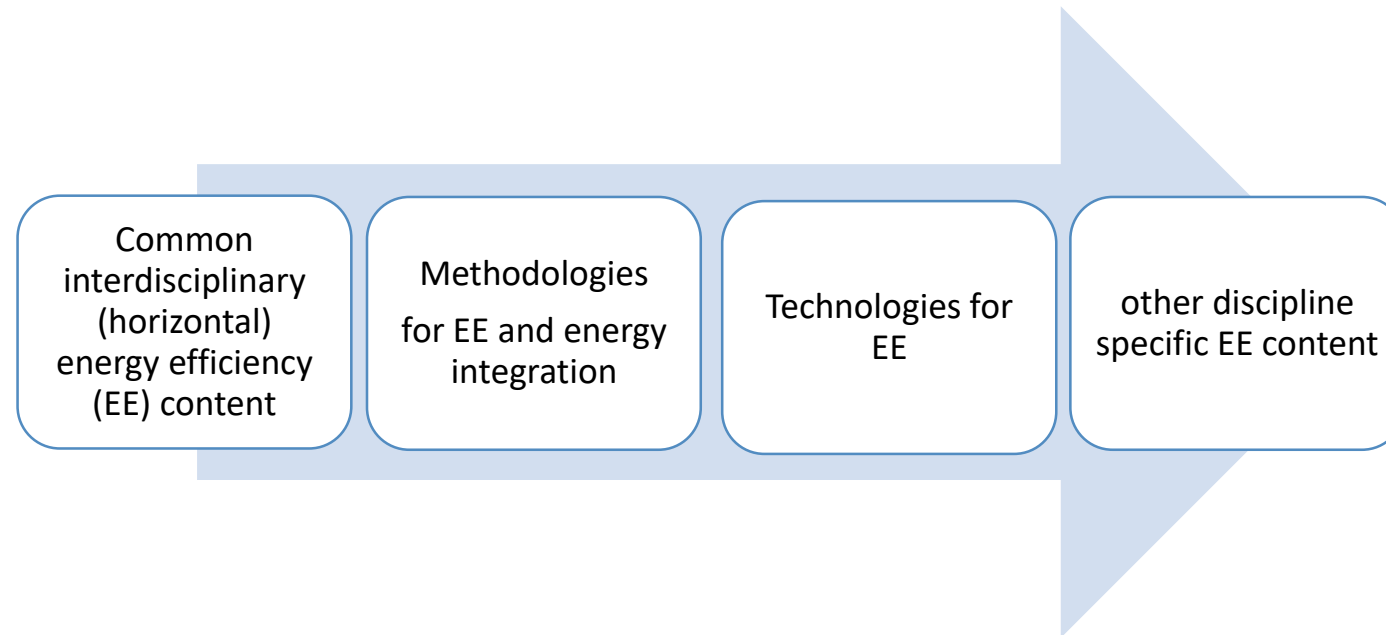 Common
interdisciplinary
(horizontal)
energy efficiency
(EE) content
Methodologies
for EE and energy
integration
Technologies for
EE
other discipline
specific EE content